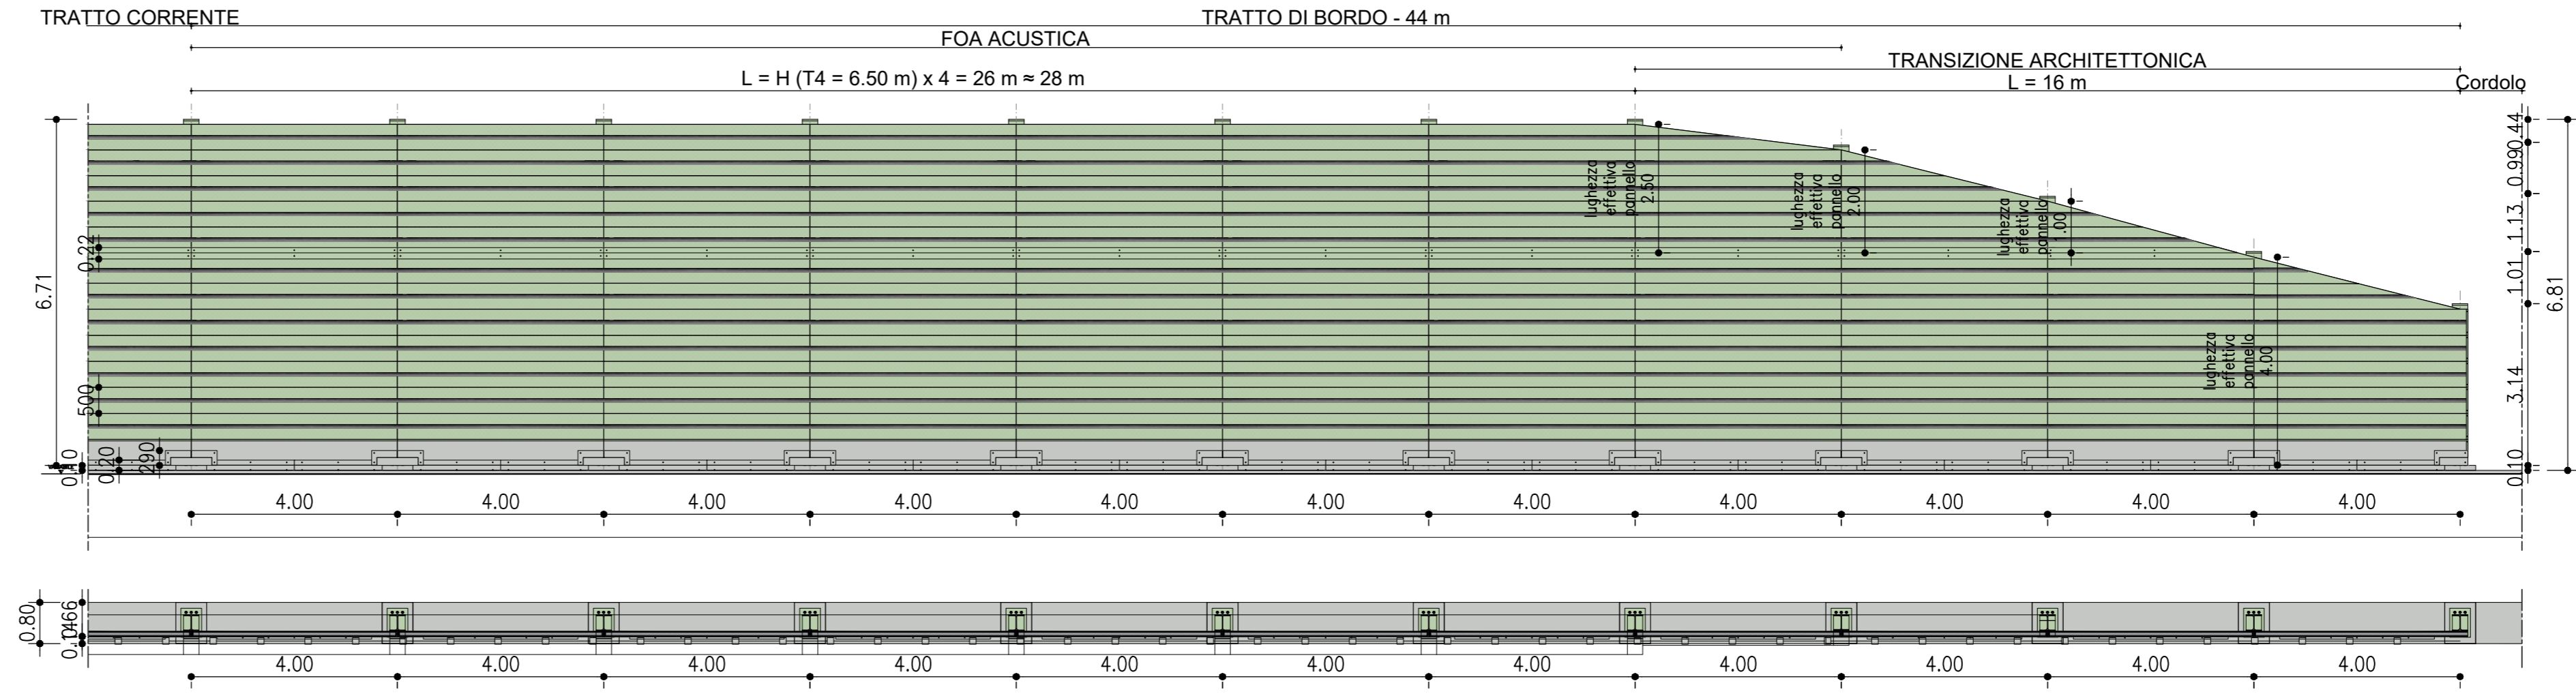 TRATTO CORRENTE
TRATTO DI BORDO - 44 m
FOA ACUSTICA
TRANSIZIONE ARCHITETTONICA
L = H (T4 = 6.50 m) x 4 = 26 m ≈ 28 m
L = 16 m
Cordolo
6.71
0.22
500
0.10
0.20
290
lughezza
effettiva
pannello
2.50
lughezza
effettiva
pannello
2.00
lughezza
effettiva
pannello
1.00
lughezza
effettiva
pannello
4.00
0.44
0.99
1.13
1.01
3.14
0.10
6.81
4.00 4.00 4.00 4.00 4.00 4.00 4.00 4.00 4.00 4.00 4.00
0.80
0.66
0.14
4.00 4.00 4.00 4.00 4.00 4.00 4.00 4.00 4.00 4.00 4.00